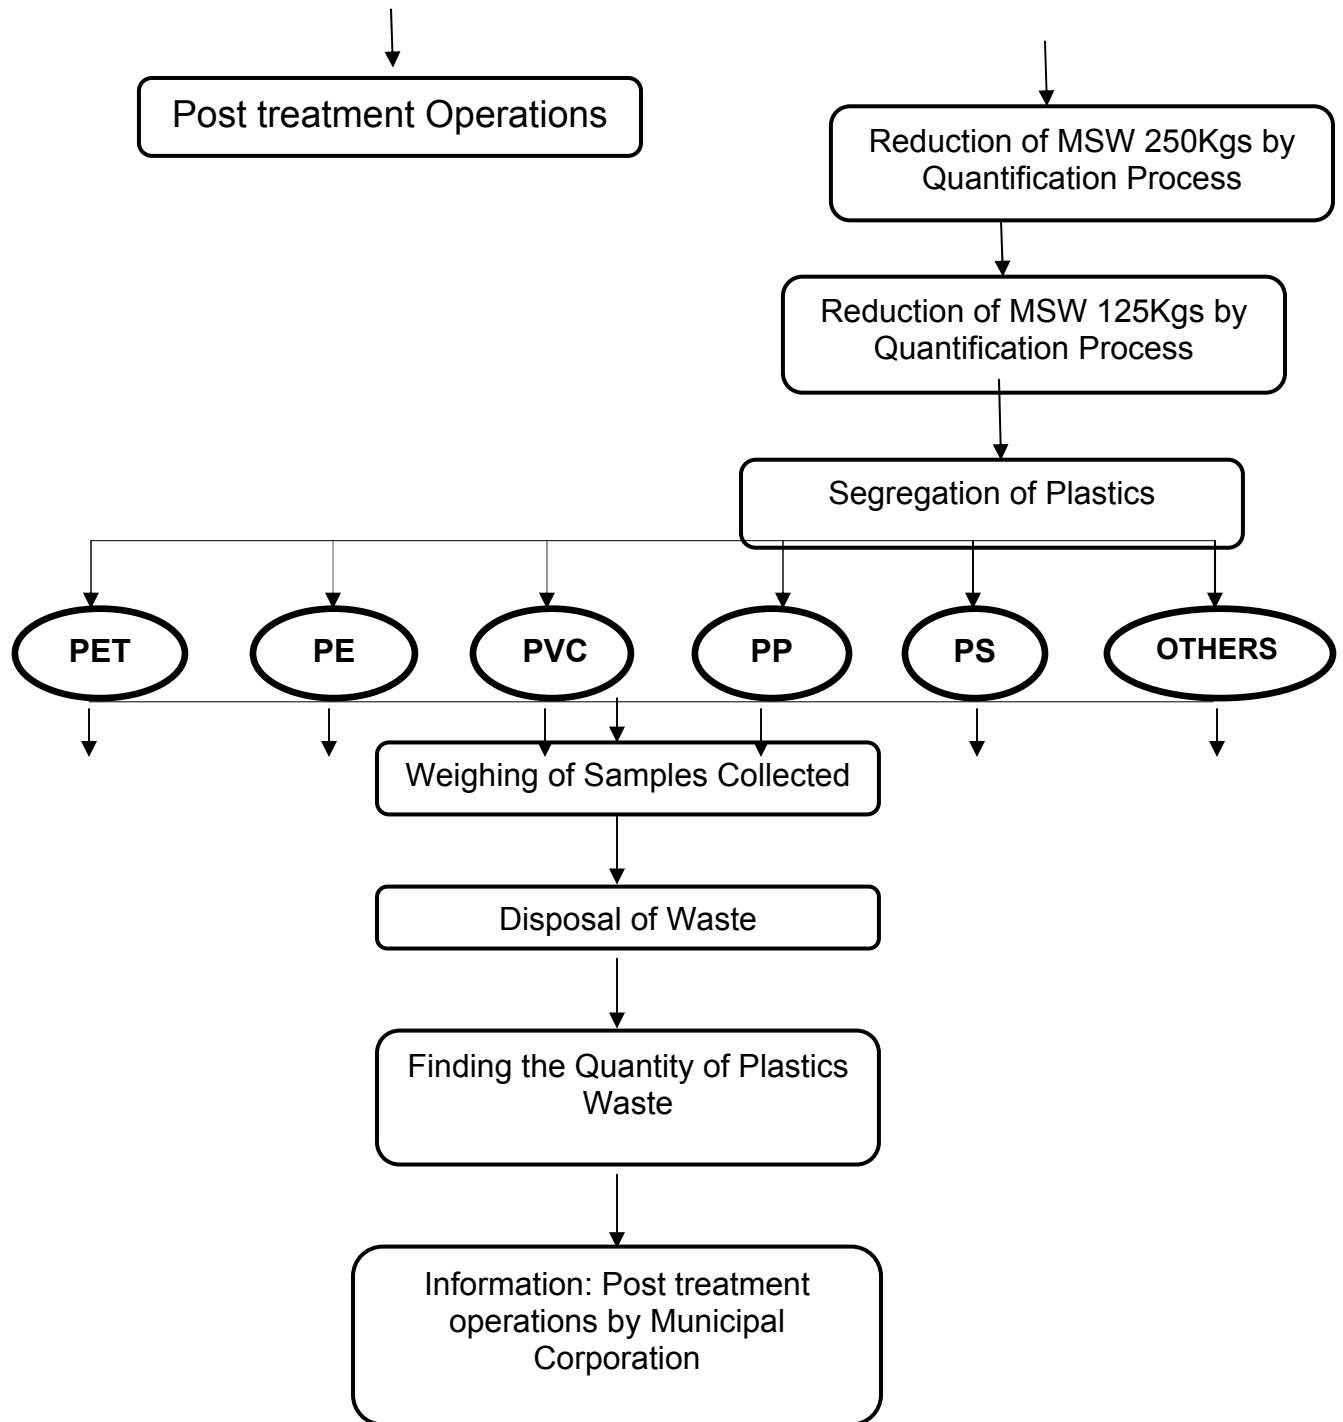 Post treatment Operations
Reduction of MSW 250Kgs by
Quantification Process
Reduction of MSW 125Kgs by
Quantification Process
Segregation of Plastics
PET
PE
PVC
PP
PS
OTHERS
Weighing of Samples Collected
Disposal of Waste
Finding the Quantity of Plastics
Waste
Information: Post treatment
operations by Municipal
Corporation